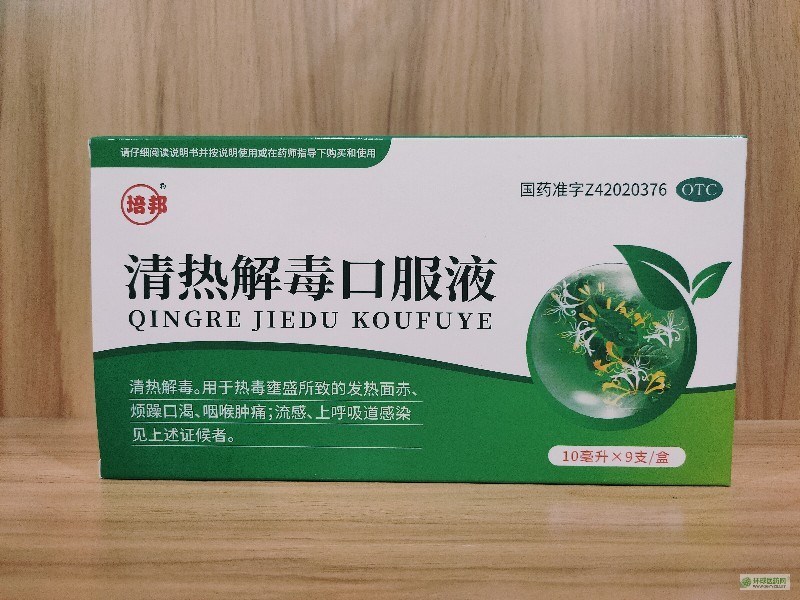 请仔细阅读说明书并按说明使用或在药师指导下购买和使用
培邦®
国药准字Z42020376 OTC
清热解毒口服液
QINGRE JIEDU KOUFUYE
清热解毒。用于热毒壅盛所致的发热面赤、
烦躁口渴、咽喉肿痛;流感、上呼吸道感染
见上述证候者。
10毫升×9支/盒
环球医药网